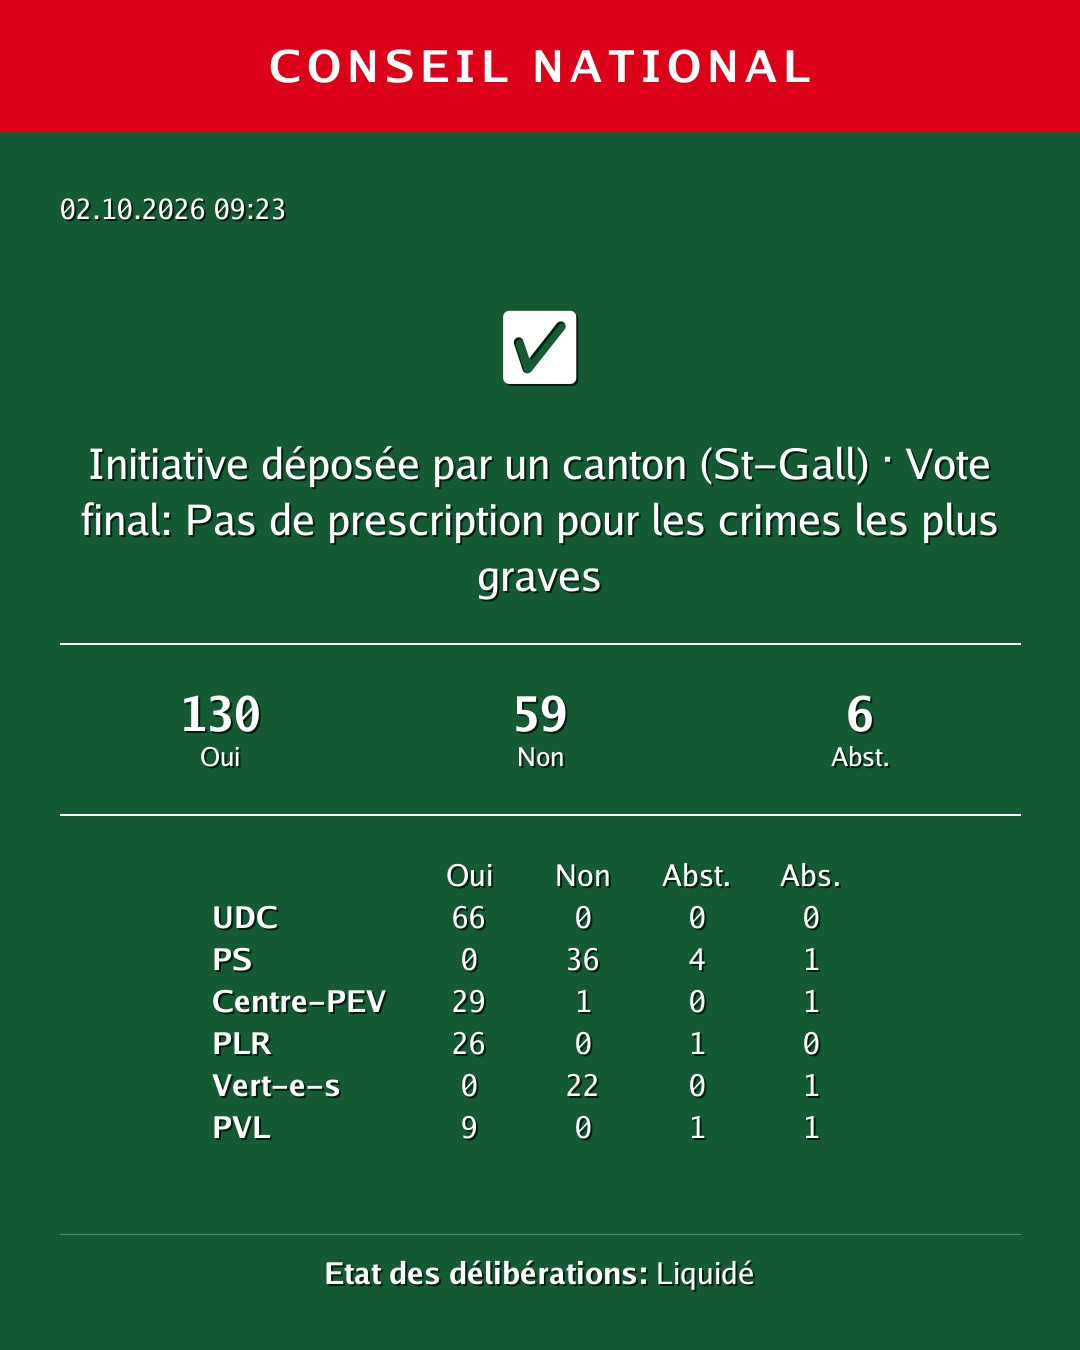 CONSEIL NATIONAL
02.10.2026 09:23
Initiative déposée par un canton (St-Gall) · Vote
final: Pas de prescription pour les crimes les plus
graves
130 59 6
Oui Non Abst.
Oui Non Abst. Abs.
UDC 66 0 0 0
PS 0 36 4 1
Centre-PEV 29 1 0 1
PLR 26 0 1 0
Vert-e-s 0 22 0 1
PVL 9 0 1 1
Etat des délibérations: Liquidé